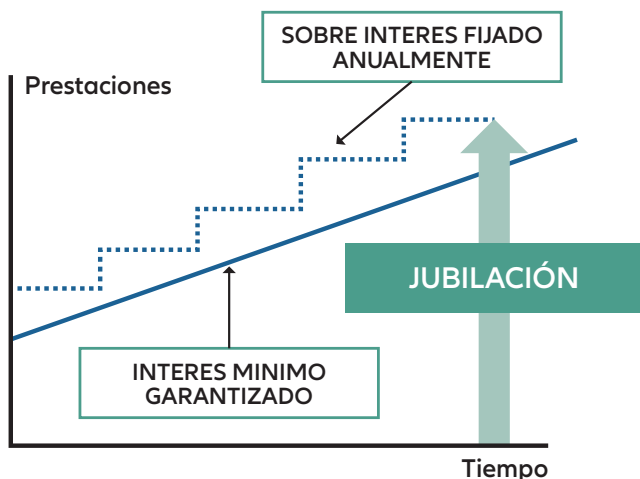 SOBRE INTERES FIJADO
ANUALMENTE
Prestaciones
JUBILACIÓN
INTERES MINIMO
GARANTIZADO
Tiempo